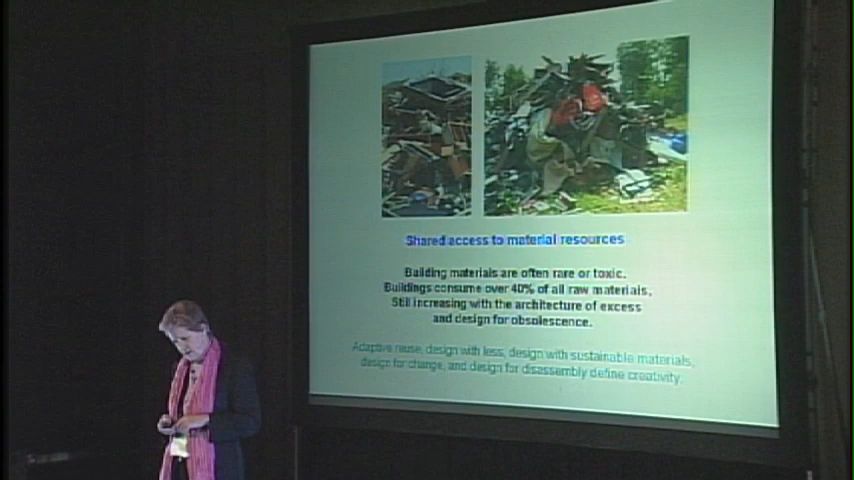 Shared access to material resources
Building materials are often rare or toxic.
Buildings consume over 40% of all raw materials,
Still increasing with the architecture of excess
and design for obsolescence.
Adaptive reuse, design with less, design with sustainable materials,
design for change, and design for disassembly define creativity.